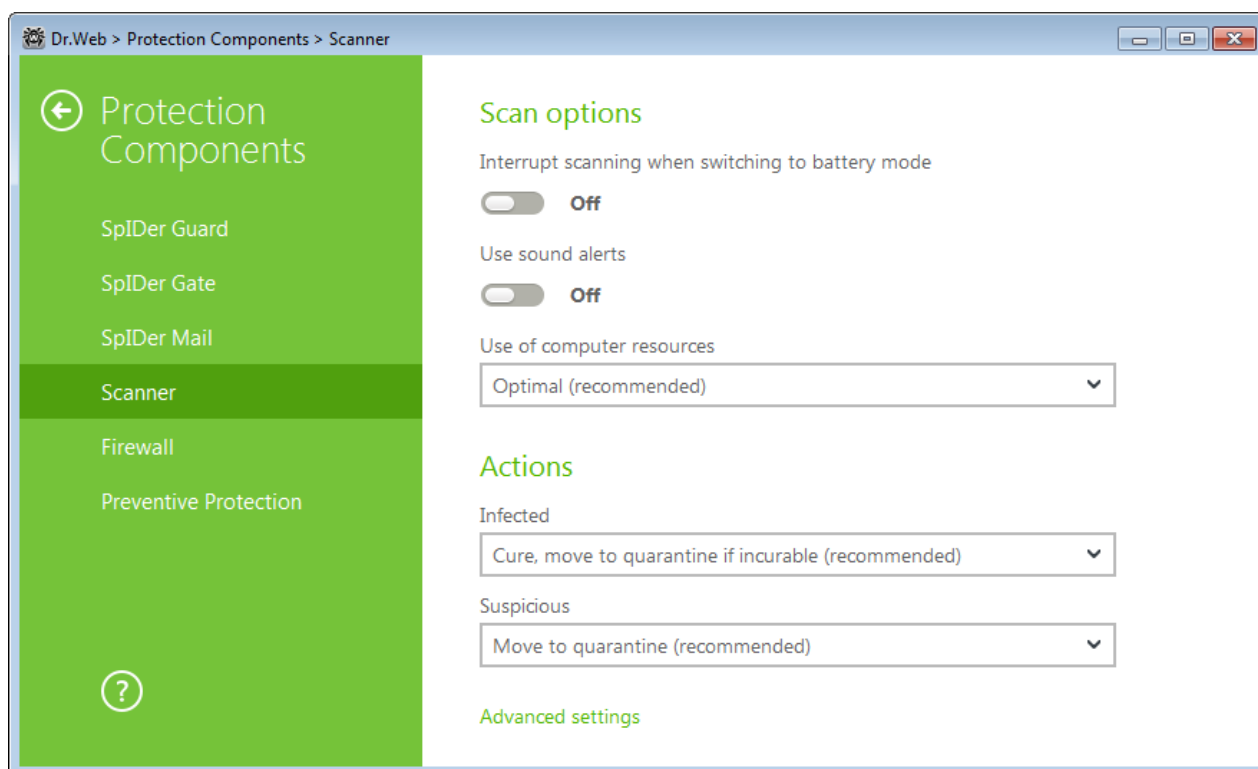 Dr.Web > Protection Components > Scanner
Protection
Components
SpIDer Guard
SpIDer Gate
SpIDer Mail
Scanner
Firewall
Preventive Protection
?
Scan options
Interrupt scanning when switching to battery mode
Off
Use sound alerts
Off
Use of computer resources
Optimal (recommended)
Actions
Infected
Cure, move to quarantine if incurable (recommended)
Suspicious
Move to quarantine (recommended)
Advanced settings